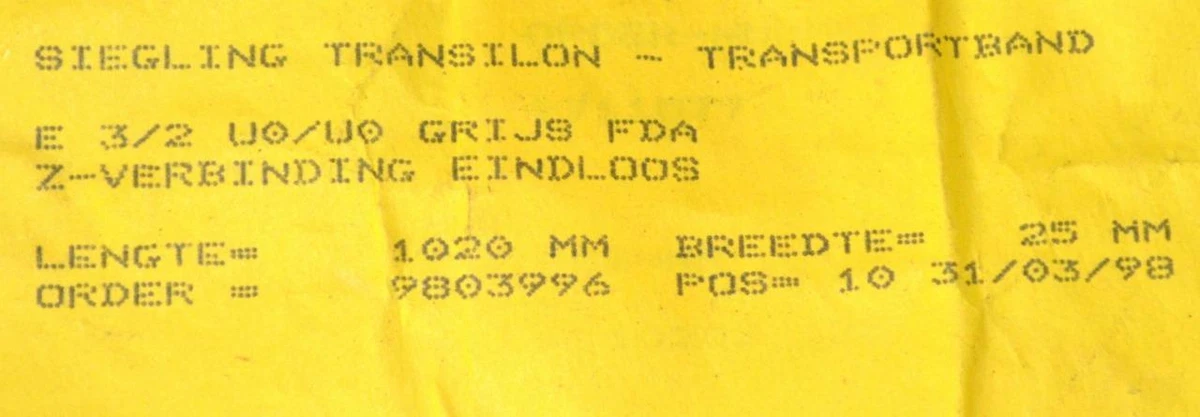 SIEGLING TRANSILON - TRANSPORTBAND
E 3/2 U0/U0 GRIJS FDA
Z-VERBINDING EINDLOOS
LENGTE= 1020 MM BREEDTE= 25 MM
ORDER = 9803996 POS= 10 31/03/98